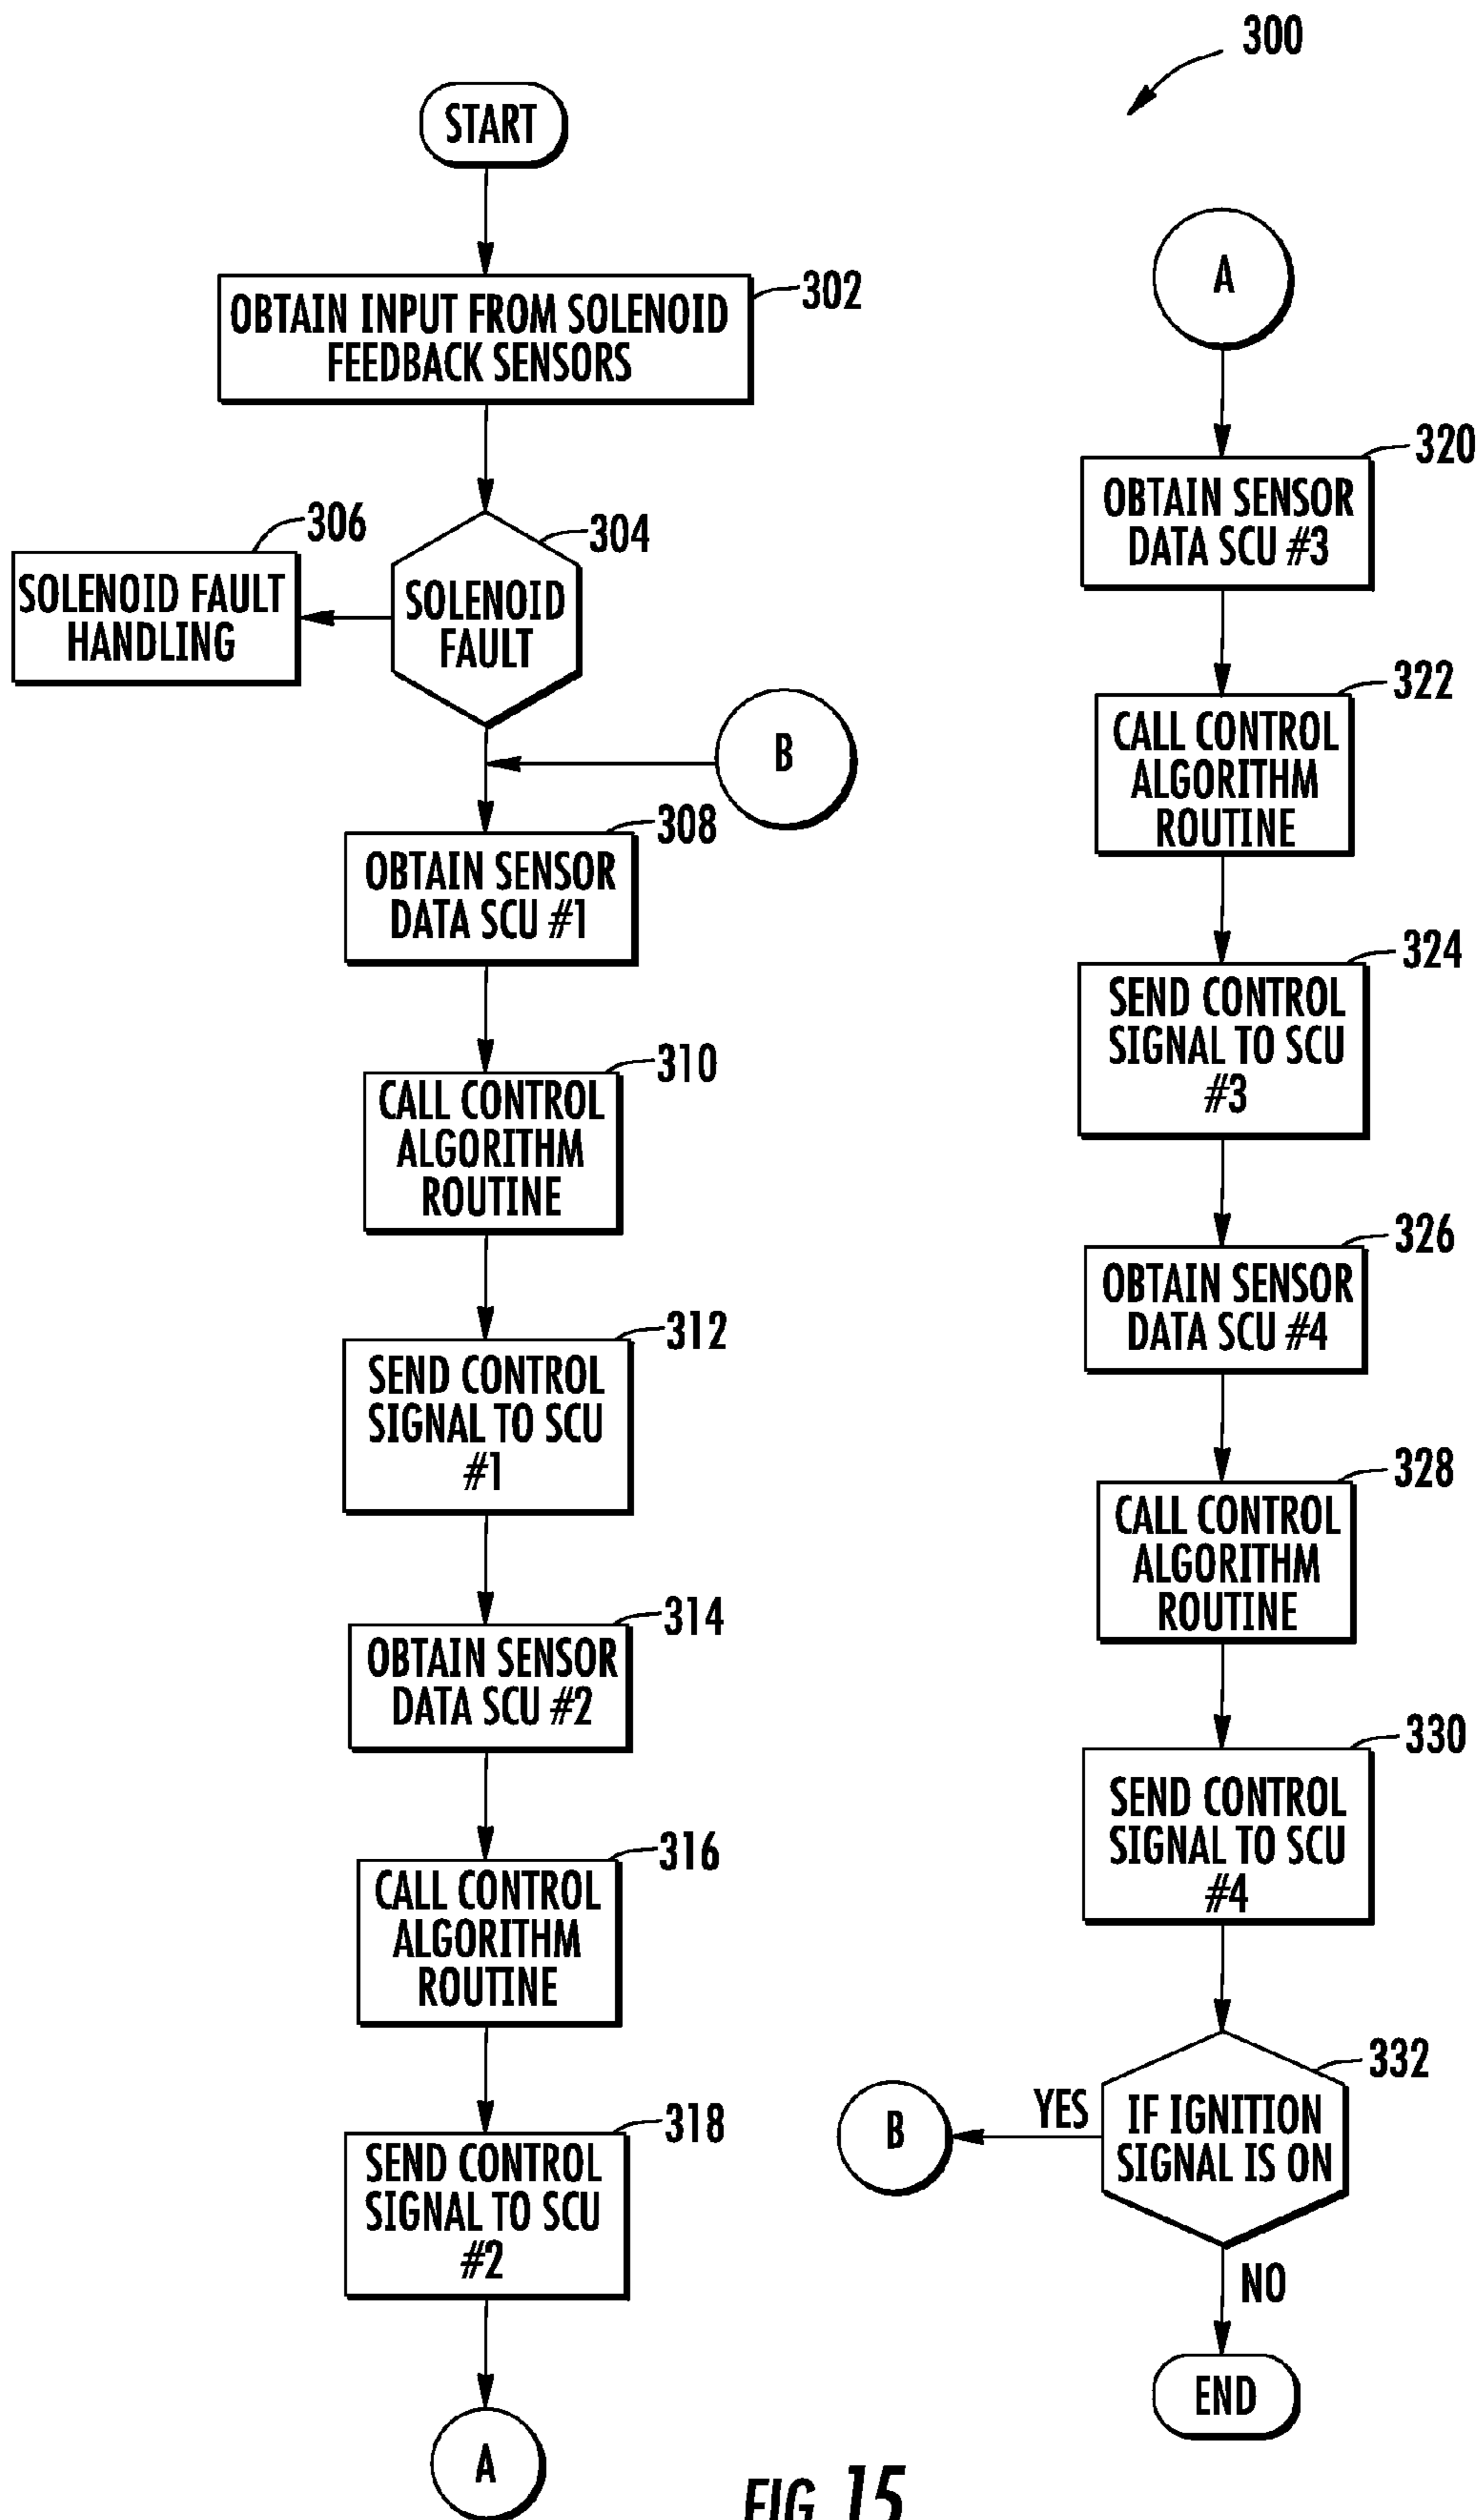 300
START
302
OBTAIN INPUT FROM SOLENOID
FEEDBACK SENSORS
304
SOLENOID
FAULT
306
SOLENOID FAULT
HANDLING
B
308
OBTAIN SENSOR
DATA SCU #1
310
CALL CONTROL
ALGORITHM
ROUTINE
312
SEND CONTROL
SIGNAL TO SCU
#1
314
OBTAIN SENSOR
DATA SCU #2
316
CALL CONTROL
ALGORITHM
ROUTINE
318
SEND CONTROL
SIGNAL TO SCU
#2
A
A
320
OBTAIN SENSOR
DATA SCU #3
322
CALL CONTROL
ALGORITHM
ROUTINE
324
SEND CONTROL
SIGNAL TO SCU
#3
326
OBTAIN SENSOR
DATA SCU #4
328
CALL CONTROL
ALGORITHM
ROUTINE
330
SEND CONTROL
SIGNAL TO SCU
#4
332
IF IGNITION
SIGNAL IS ON
YES
B
NO
END
FIG. 15